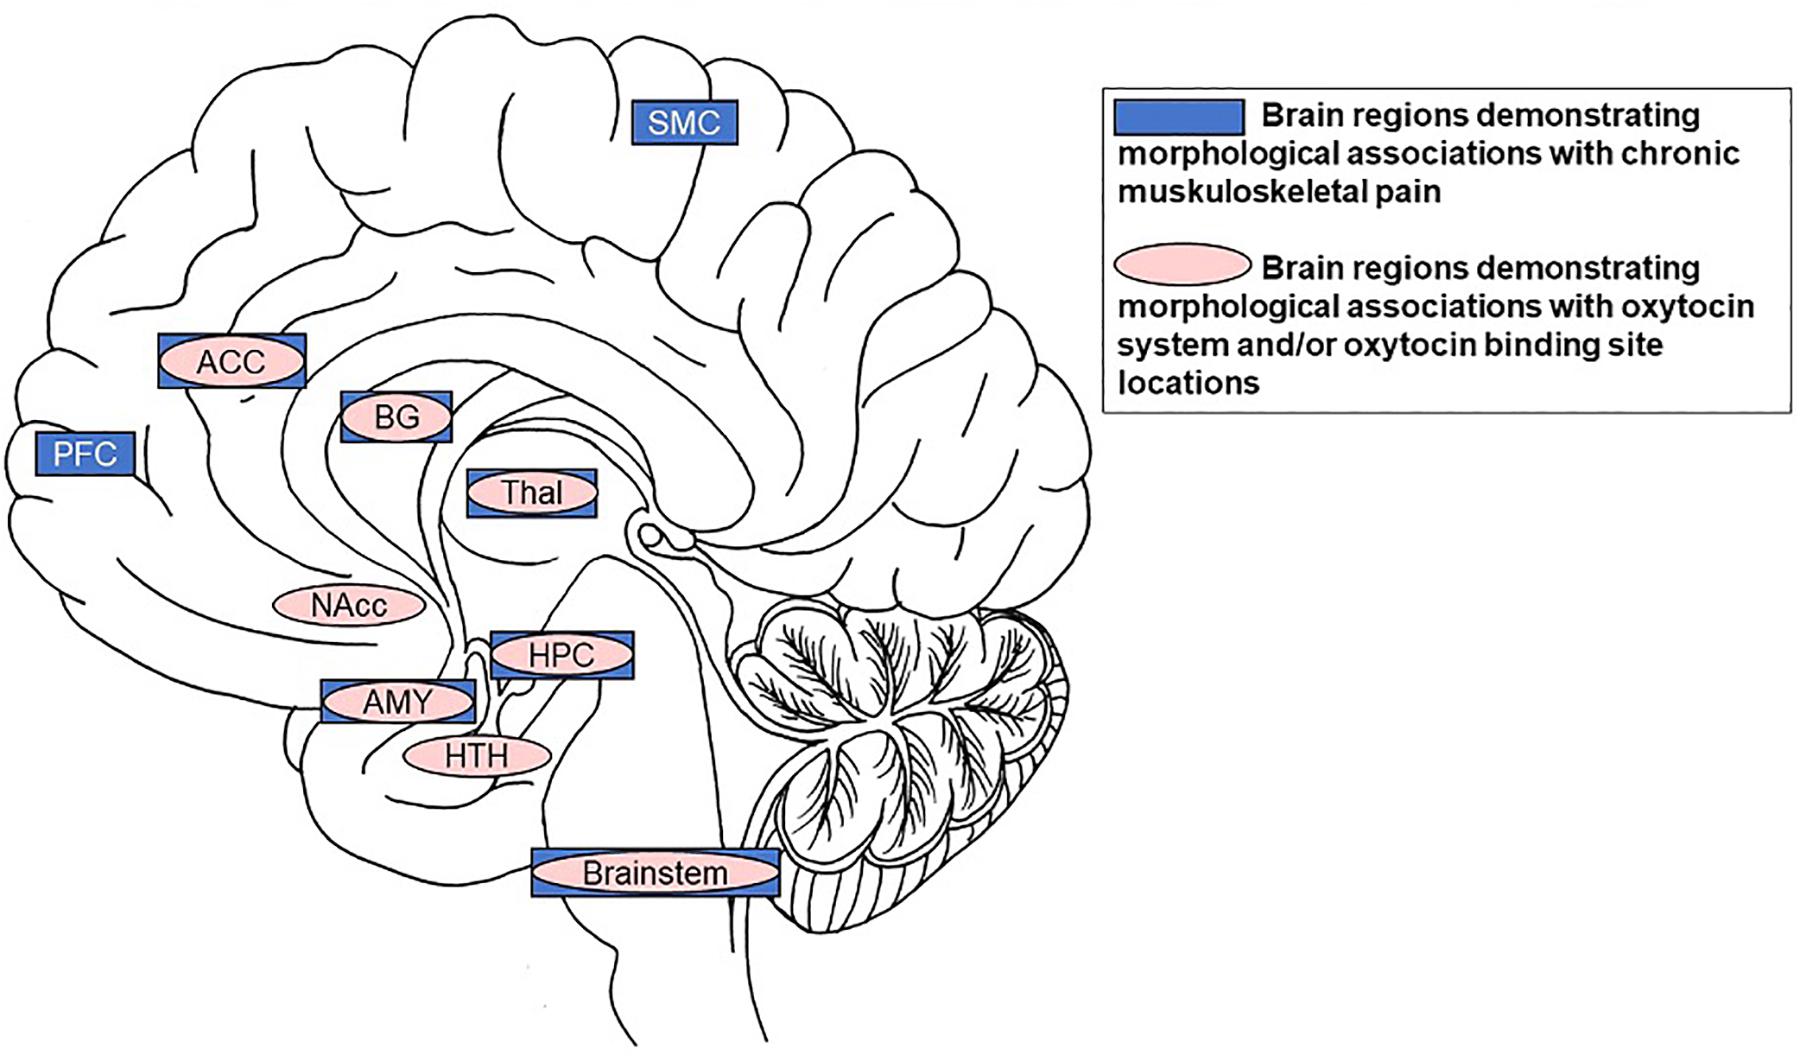 SMC
ACC
BG
PFC
Thal
NAcc
HPC
AMY
HTH
Brainstem
Brain regions demonstrating
morphological associations with chronic
muskuloskeletal pain
Brain regions demonstrating
morphological associations with oxytocin
system and/or oxytocin binding site
locations